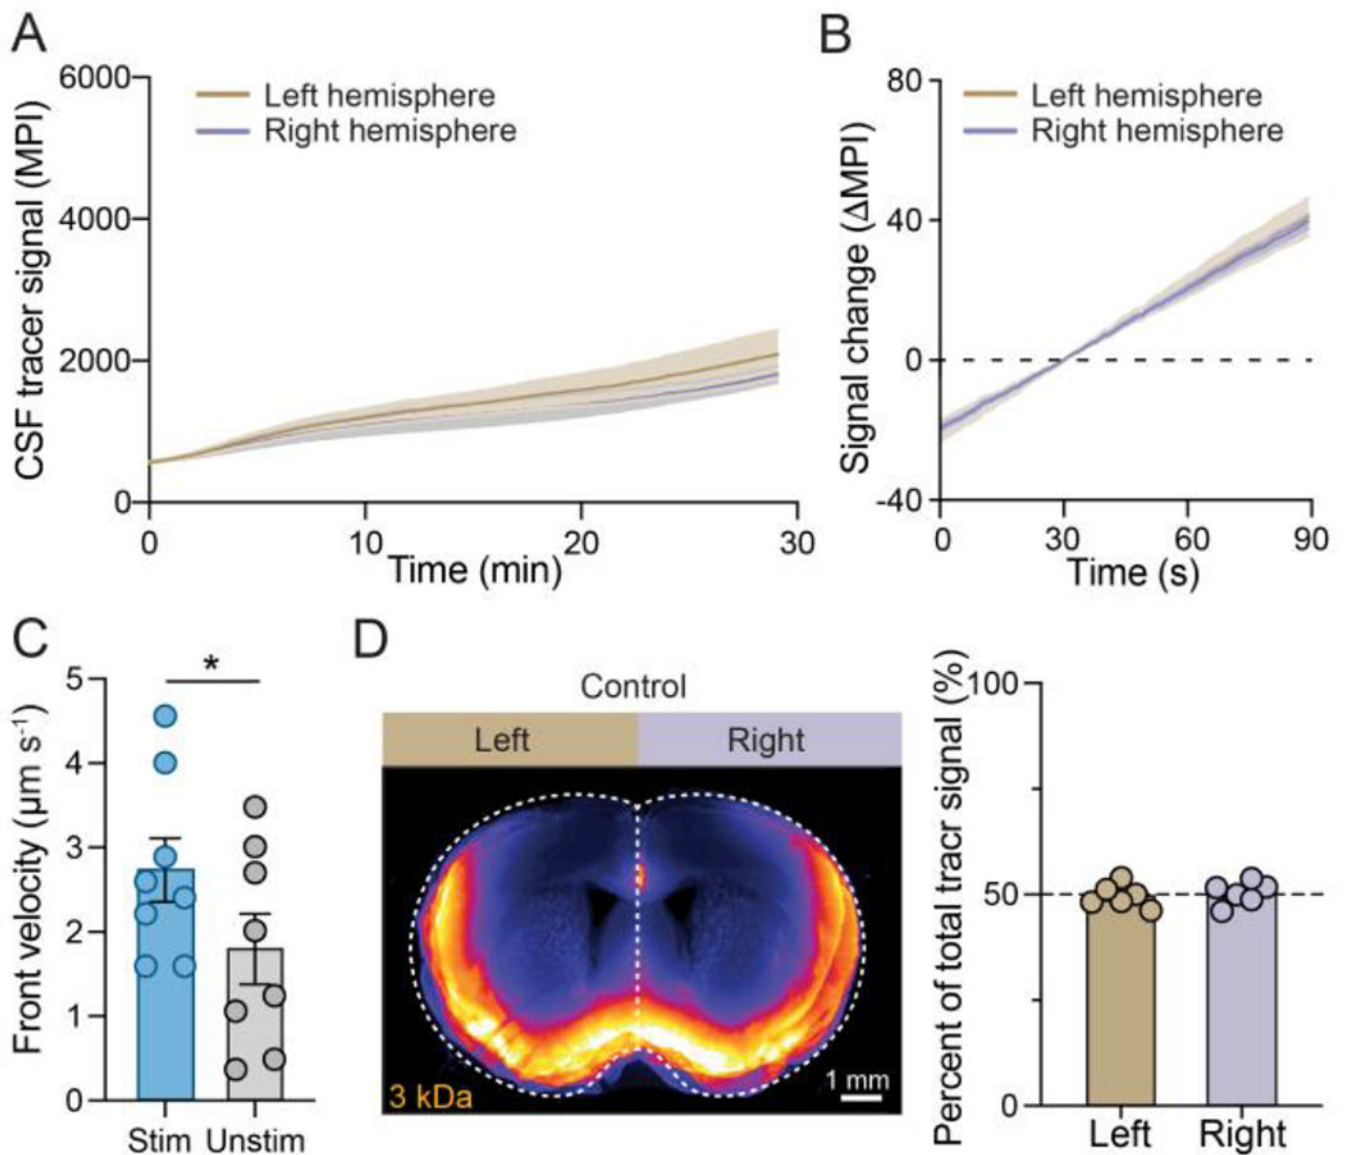 A
CSF tracer signal (MPI)
6000
4000
2000
0
Left hemisphere
Right hemisphere
0 10 20 30
Time (min)
B
Signal change (ΔMPI)
80
40
0
-40
Left hemisphere
Right hemisphere
0 30 60 90
Time (s)
C
Front velocity (µm s-1)
5
4
3
2
1
0
*
Stim Unstim
D
Control
Left Right
3 kDa
1 mm
Percent of total tracr signal (%)
100
50
0
Left Right